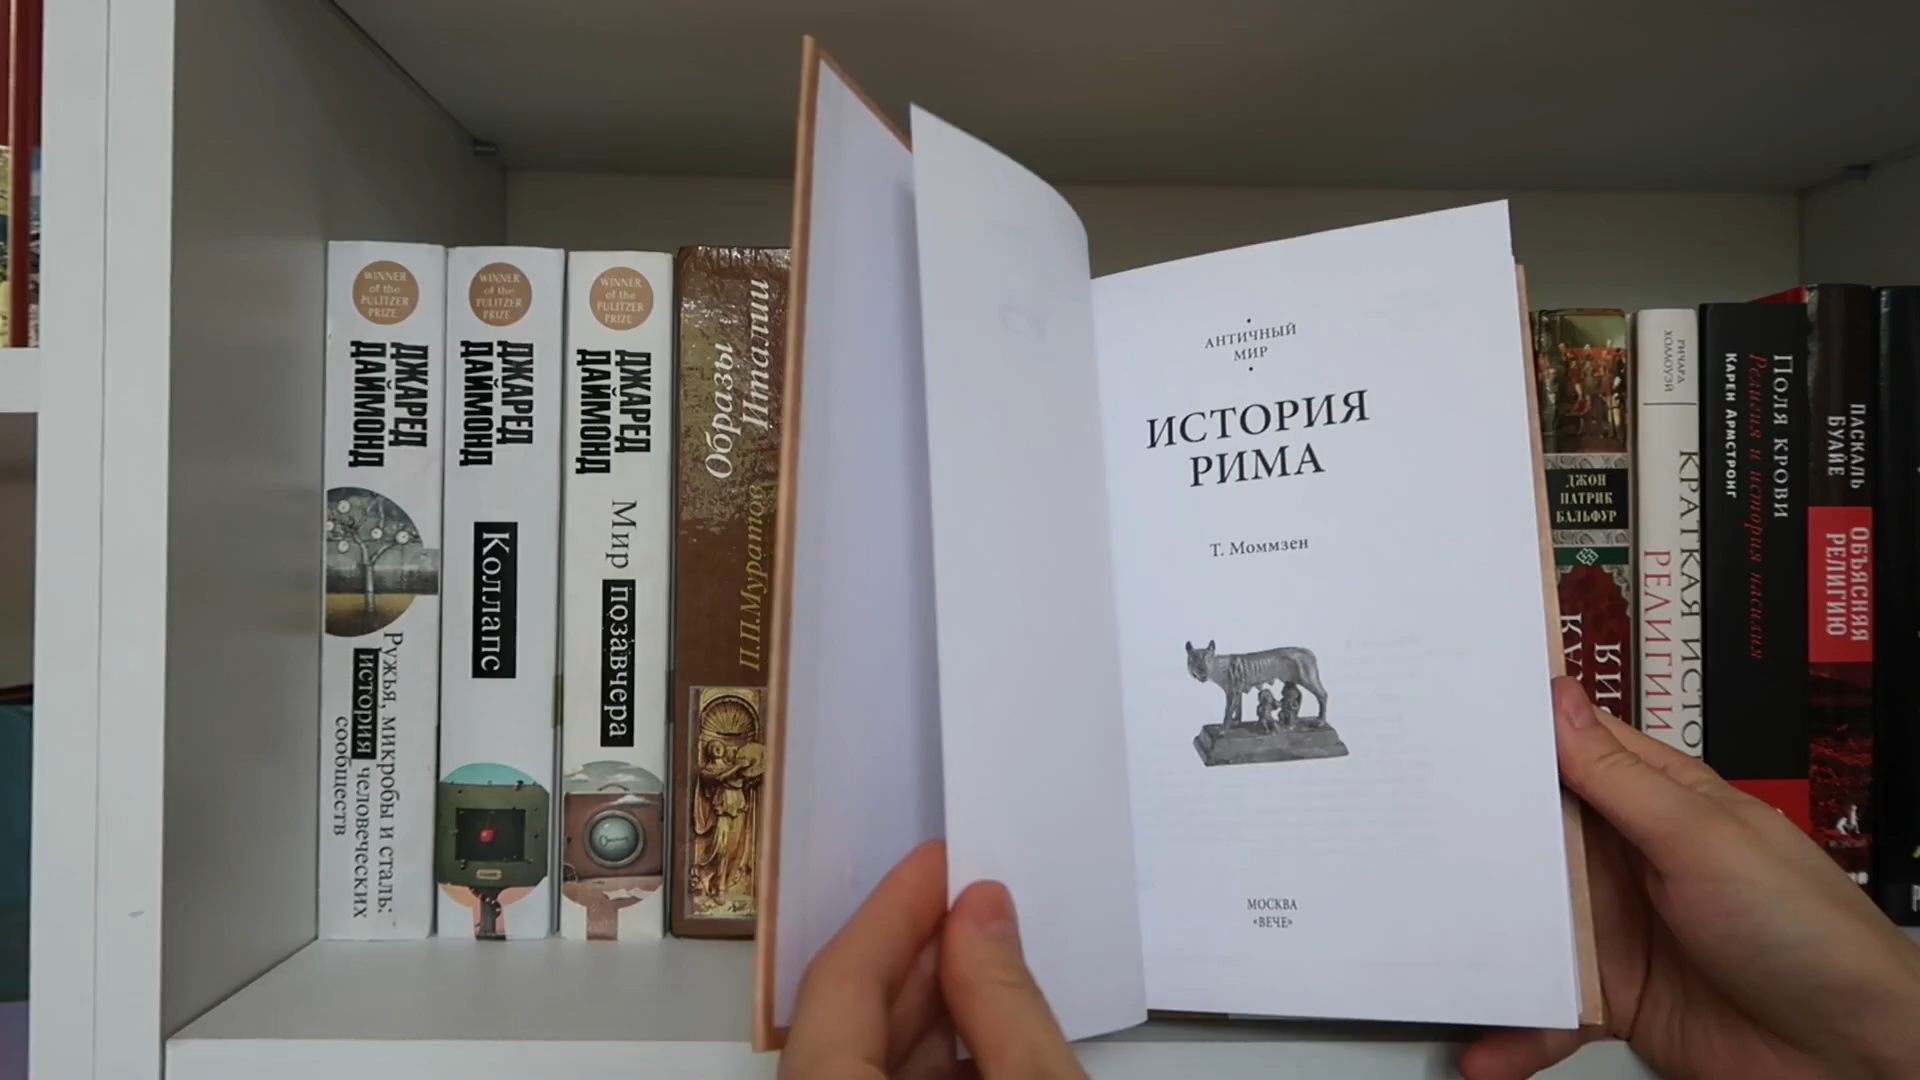 WINNER
of the
PULITZER
PRIZE
ДЖАРЕД
ДАЙМОНД
Ружья, микробы и сталь:
история человеческих
сообществ
WINNER
of the
PULITZER
PRIZE
ДЖАРЕД
ДАЙМОНД
Коллапс
WINNER
of the
PULITZER
PRIZE
ДЖАРЕД
ДАЙМОНД
Мир позавчера
Образы
Италии
П.П.Муратов
АНТИЧНЫЙ
МИР
ИСТОРИЯ
РИМА
Т. Моммзен
МОСКВА
«ВЕЧЕ»
ДЖОН
ПАТРИК
БАЛЬФУР
РИЧАРД
ХОЛЛОУЭЙ
КРАТКАЯ ИСТО
РЕЛИГИИ
Поля крови
Религия и история насилия
КАРЕН АРМСТРОНГ
ПАСКАЛЬ
БУАЙЕ
ОБЪЯСНЯЯ
РЕЛИГИЮ